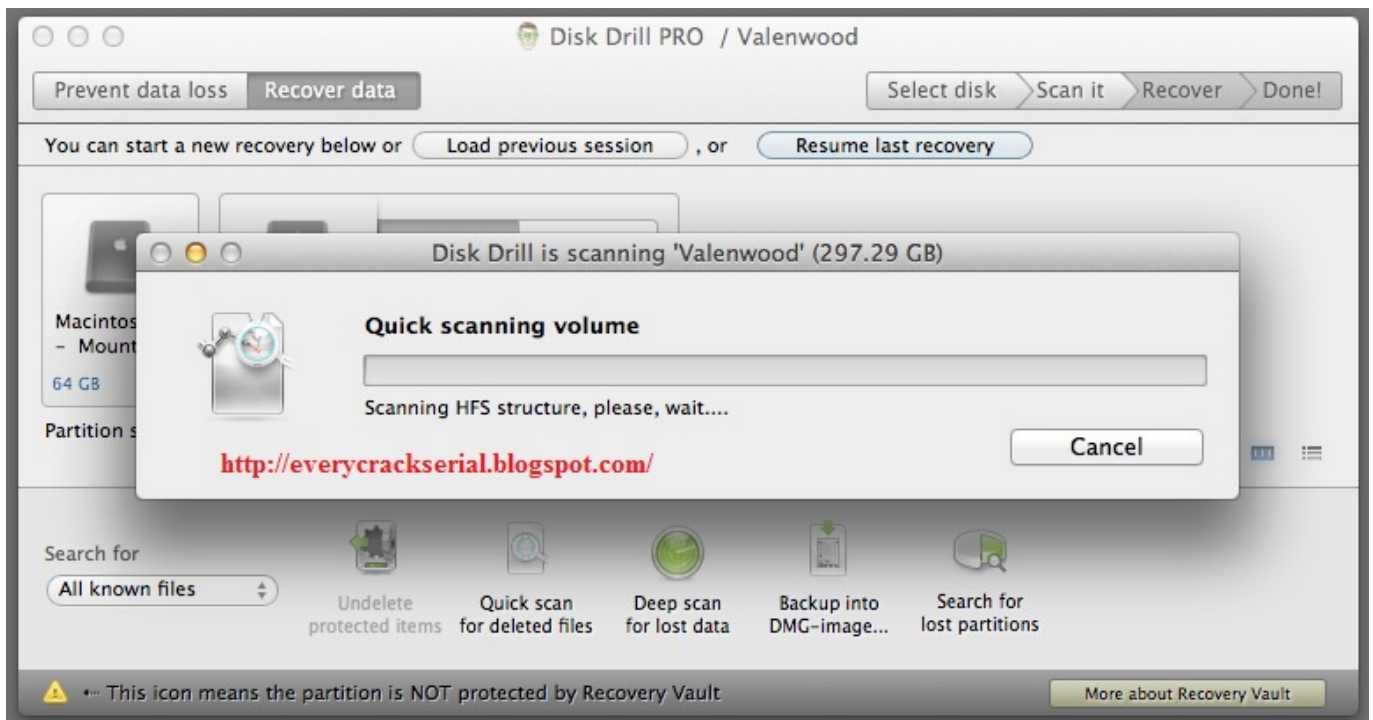 Disk Drill PRO / Valenwood
Prevent data loss Recover data Select disk Scan it Recover Done!
You can start a new recovery below or Load previous session , or Resume last recovery
Disk Drill is scanning 'Valenwood' (297.29 GB)
Quick scanning volume
Scanning HFS structure, please, wait....
Cancel
Macintos
- Mount
64 GB
Partition s
http://everycrackserial.blogspot.com/
Search for
All known files
Undelete
protected items
Quick scan
for deleted files
Deep scan
for lost data
Backup into
DMG-image...
Search for
lost partitions
This icon means the partition is NOT protected by Recovery Vault
More about Recovery Vault